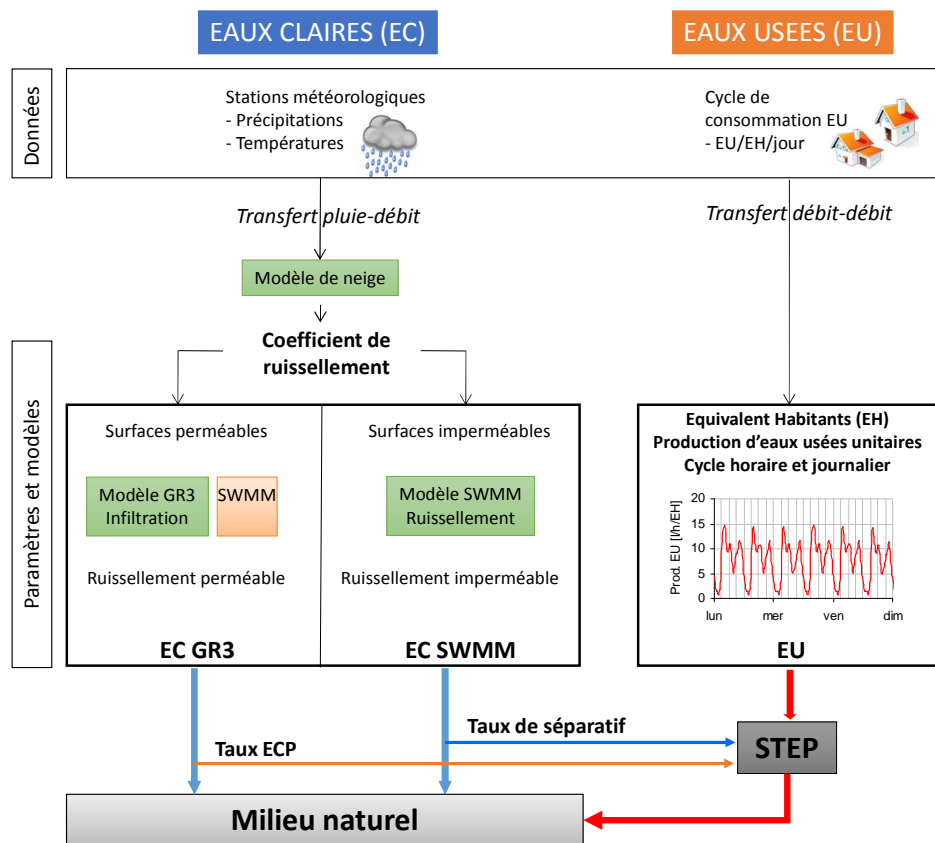 EAUX CLAIRES (EC)
EAUX USEES (EU)
Données
Stations météorologiques
- Précipitations
- Températures
Cycle de
consommation EU
- EU/EH/jour
Transfert pluie-débit
Transfert débit-débit
Modèle de neige
Coefficient de
ruissellement
Paramètres et modèles
Surfaces perméables
Modèle GR3
Infiltration
SWMM
Ruissellement perméable
EC GR3
Surfaces imperméables
Modèle SWMM
Ruissellement
Ruissellement imperméable
EC SWMM
Equivalent Habitants (EH)
Production d'eaux usées unitaires
Cycle horaire et journalier
Prod. EU [l/h/EH]
20
15
10
5
0
lun mer ven dim
EU
Taux de séparatif
Taux ECP
STEP
Milieu naturel